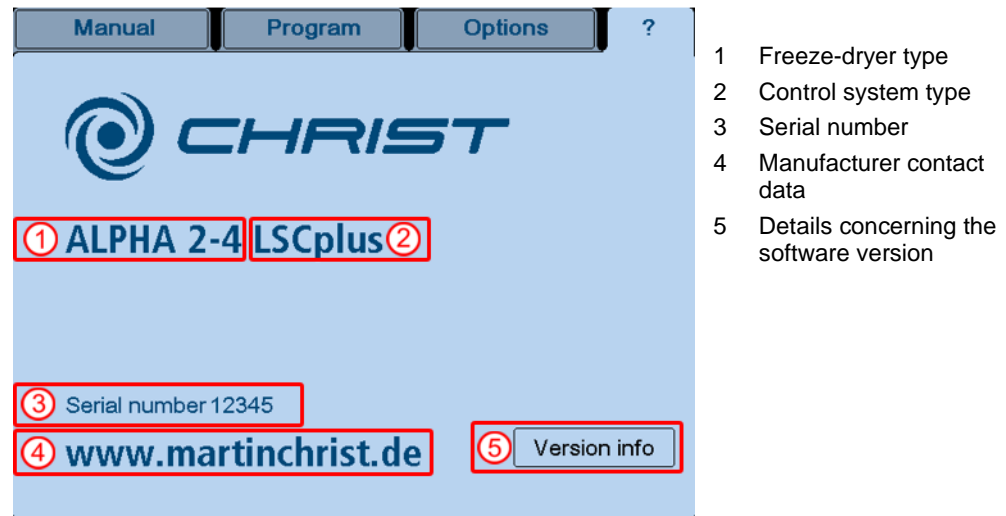 Manual Program Options ?
CHRIST
1 ALPHA 2-4 LSCplus 2
3 Serial number 12345
4 www.martinchrist.de
5 Version info
1 Freeze-dryer type
2 Control system type
3 Serial number
4 Manufacturer contact
data
5 Details concerning the
software version